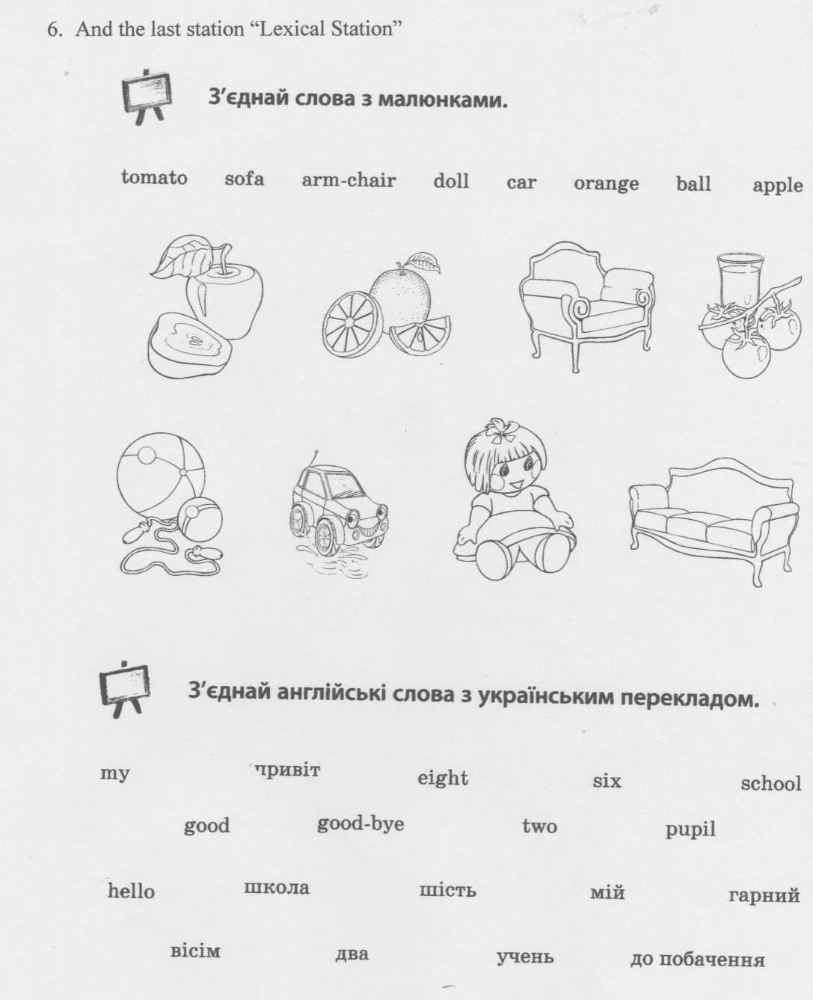 6. And the last station “Lexical Station”
З’єднай слова з малюнками.
tomato sofa arm-chair doll car orange ball apple
З’єднай англійські слова з українським перекладом.
my привіт eight six school
good good-bye two pupil
hello школа шість мій гарний
вісім два учень до побачення